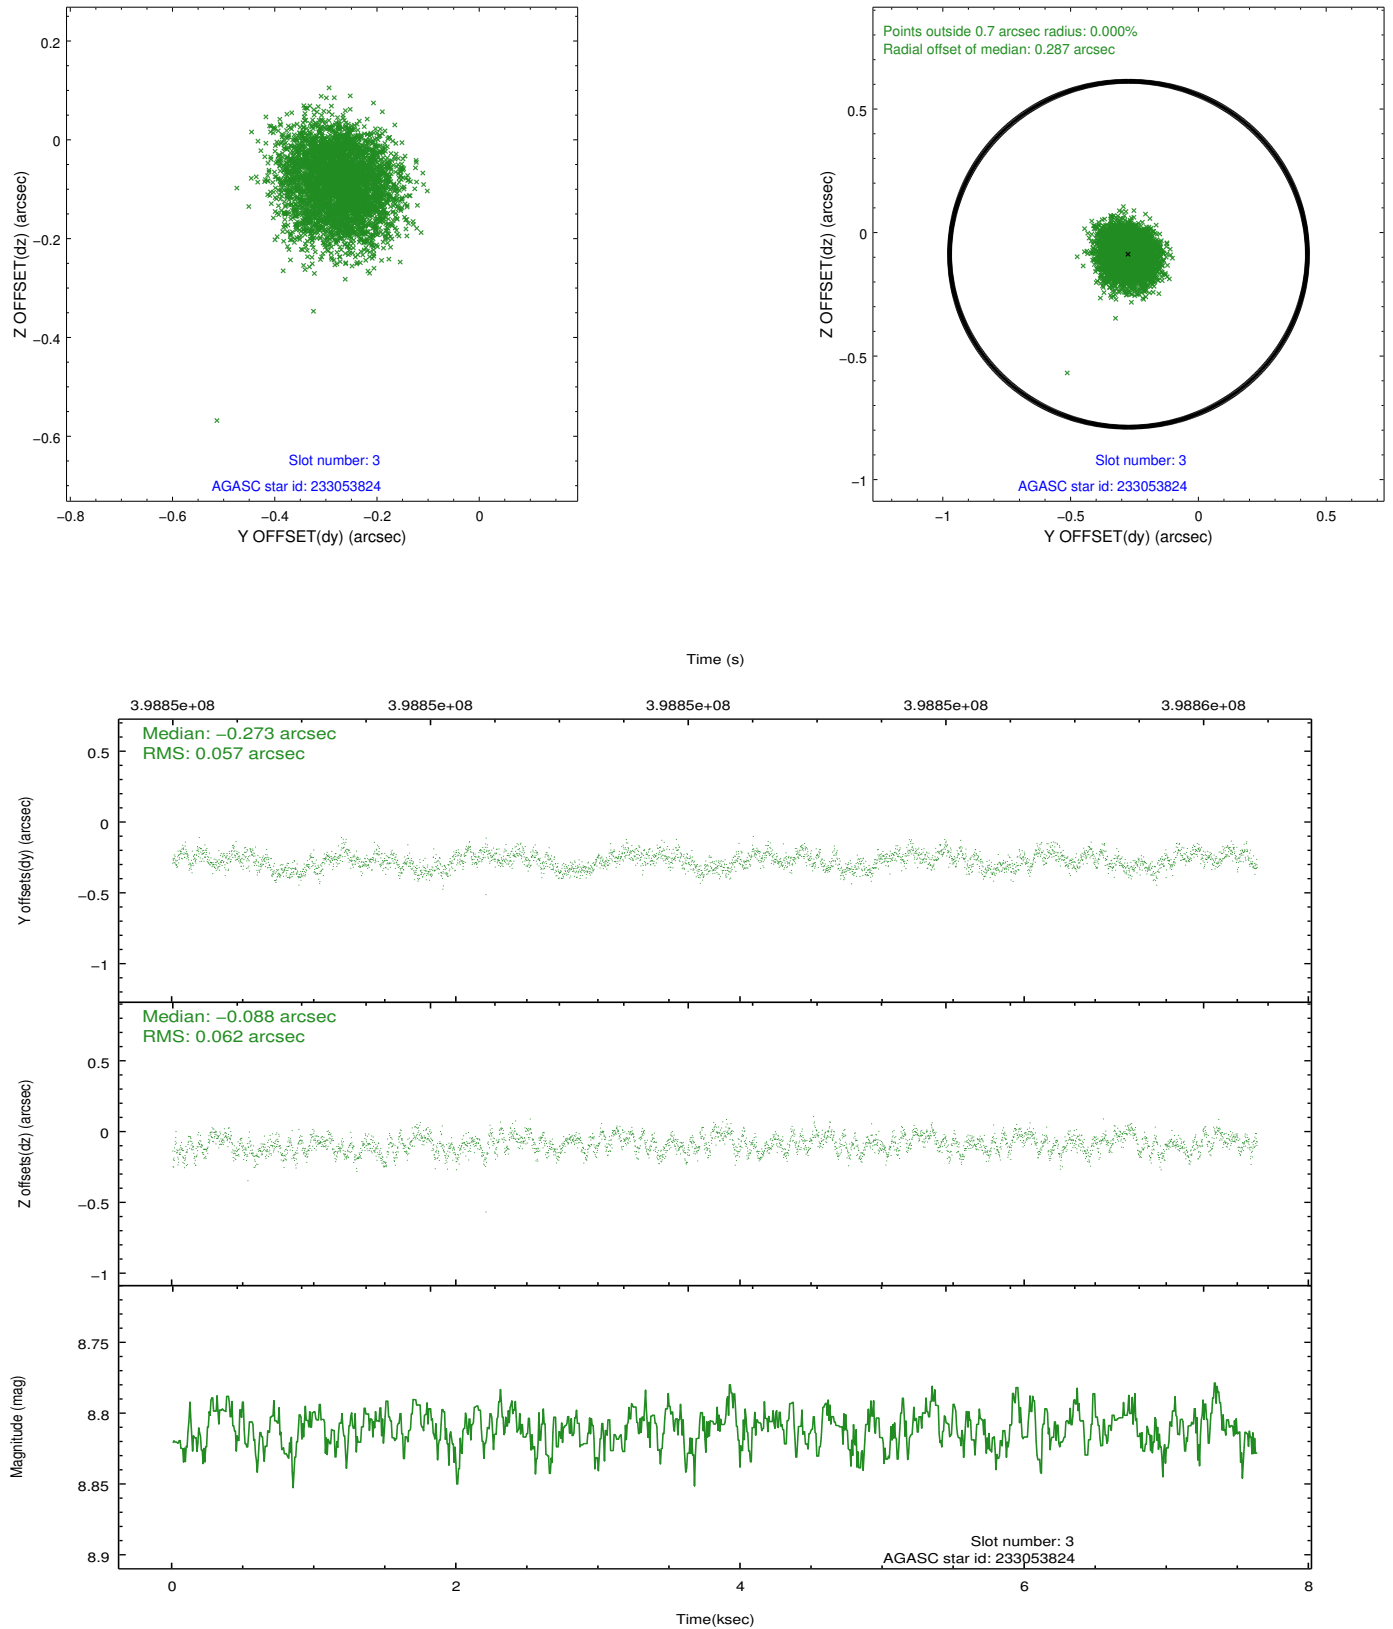 0.2
0
−0.2
−0.4
−0.6
Z OFFSET(dz) (arcsec)
Slot number: 3
AGASC star id: 233053824
−0.8
−0.6
−0.4
−0.2
0
Y OFFSET(dy) (arcsec)
Points outside 0.7 arcsec radius: 0.000%
Radial offset of median: 0.287 arcsec
0.5
0
−0.5
−1
Z OFFSET(dz) (arcsec)
Slot number: 3
AGASC star id: 233053824
−1
−0.5
0
0.5
Y OFFSET(dy) (arcsec)
Time (s)
3.9885e+08
3.9885e+08
3.9885e+08
3.9885e+08
3.9886e+08
Median: −0.273 arcsec
RMS: 0.057 arcsec
0.5
0
−0.5
−1
Y offsets(dy) (arcsec)
Median: −0.088 arcsec
RMS: 0.062 arcsec
0.5
0
−0.5
−1
Z offsets(dz) (arcsec)
8.75
8.8
8.85
8.9
Magnitude (mag)
Slot number: 3
AGASC star id: 233053824
0
2
4
6
8
Time(ksec)